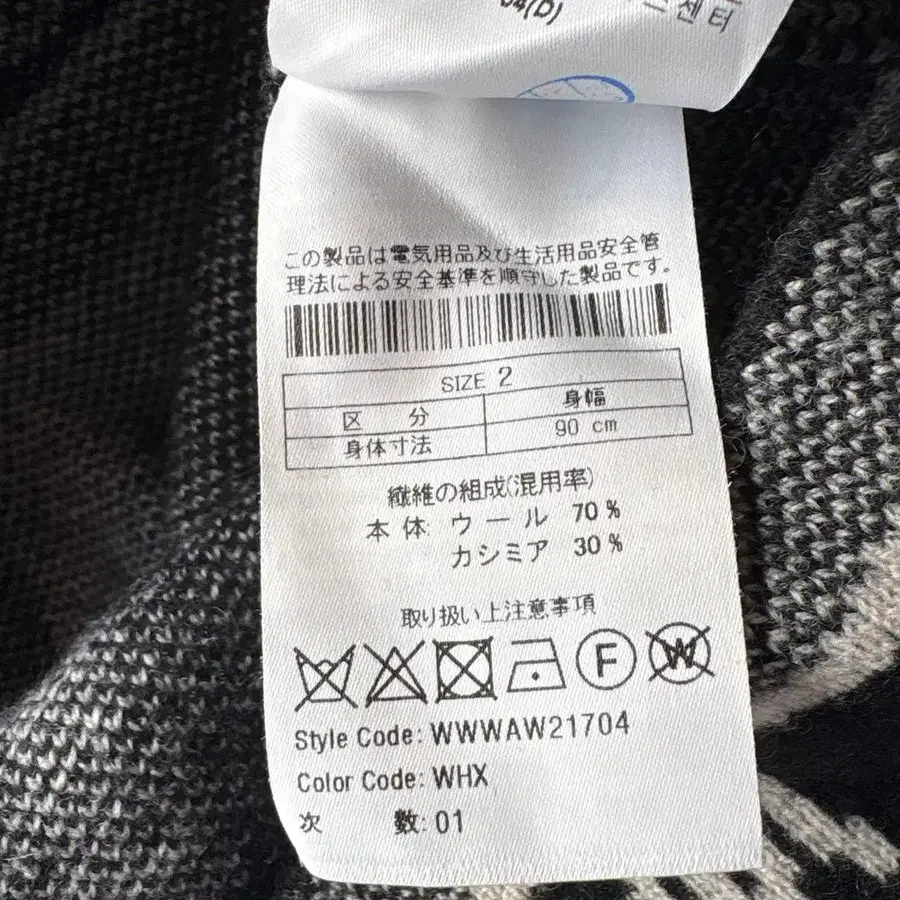 04(D)
센터
この製品は電気用品及び生活用品安全管
理法による安全基準を順守した製品です。
SIZE 2
区 分 身幅
身体寸法 90 cm
繊維の組成(混用率)
本体 ウール 70%
カシミア 30%
取り扱い上注意事項
F W
Style Code: WWWAW21704
Color Code: WHX
次 数: 01